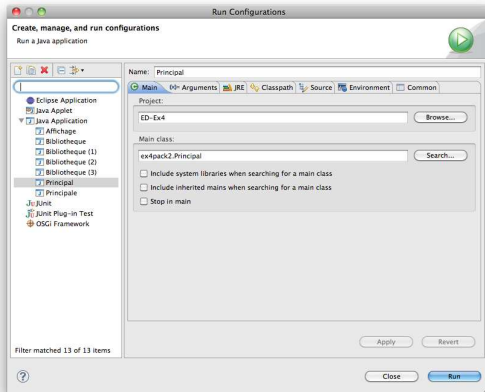 Run Configurations
Create, manage, and run configurations
Run a Java application
Name: Principal
Main (x)= Arguments JRE Classpath Source Environment Common
Eclipse Application
Java Applet
Java Application
Affichage
Bibliotheque
Bibliotheque (1)
Bibliotheque (2)
Bibliotheque (3)
Principal
Principale
JUnit
JUnit Plug-in Test
OSGi Framework
Filter matched 13 of 13 items
Project:
ED-Ex4
Browse...
Main class:
ex4pack2.Principal
Search...
Include system libraries when searching for a main class
Include inherited mains when searching for a main class
Stop in main
Apply Revert
Close Run